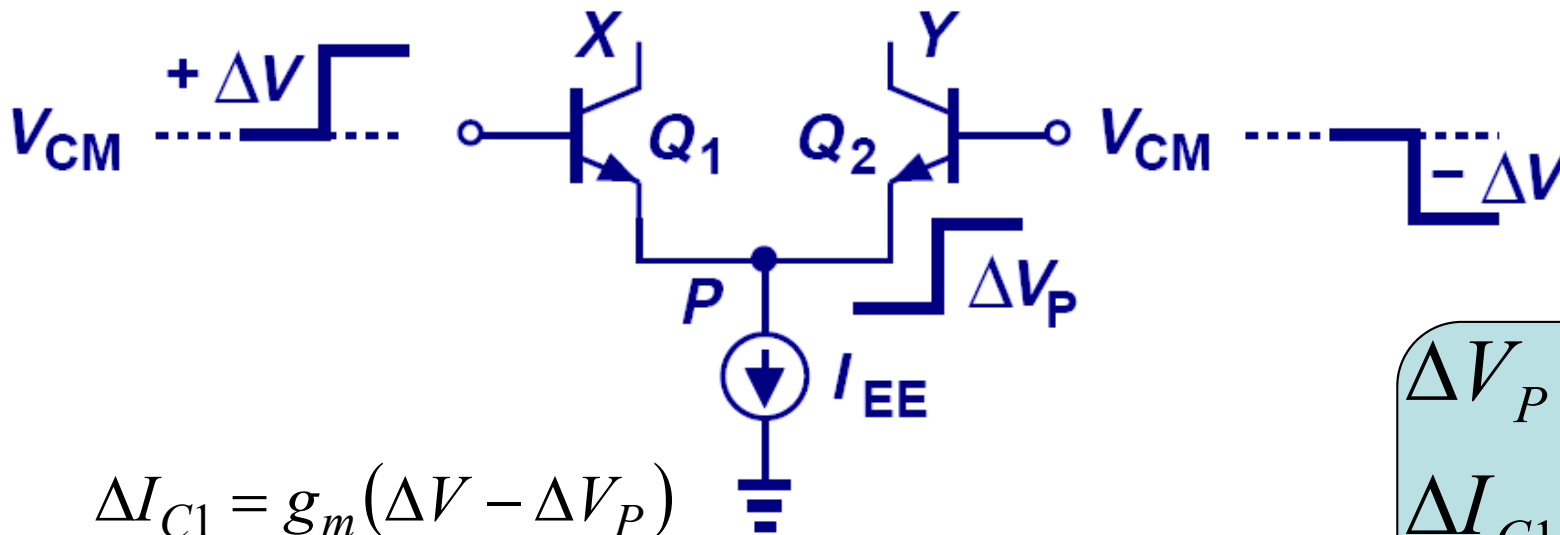 X Y
+ ΔV
V_CM Q_1 Q_2 V_CM
− ΔV
P ΔV_P
I_EE
ΔV_P
ΔI_C1 = g_m(ΔV − ΔV_P)
ΔI_C1